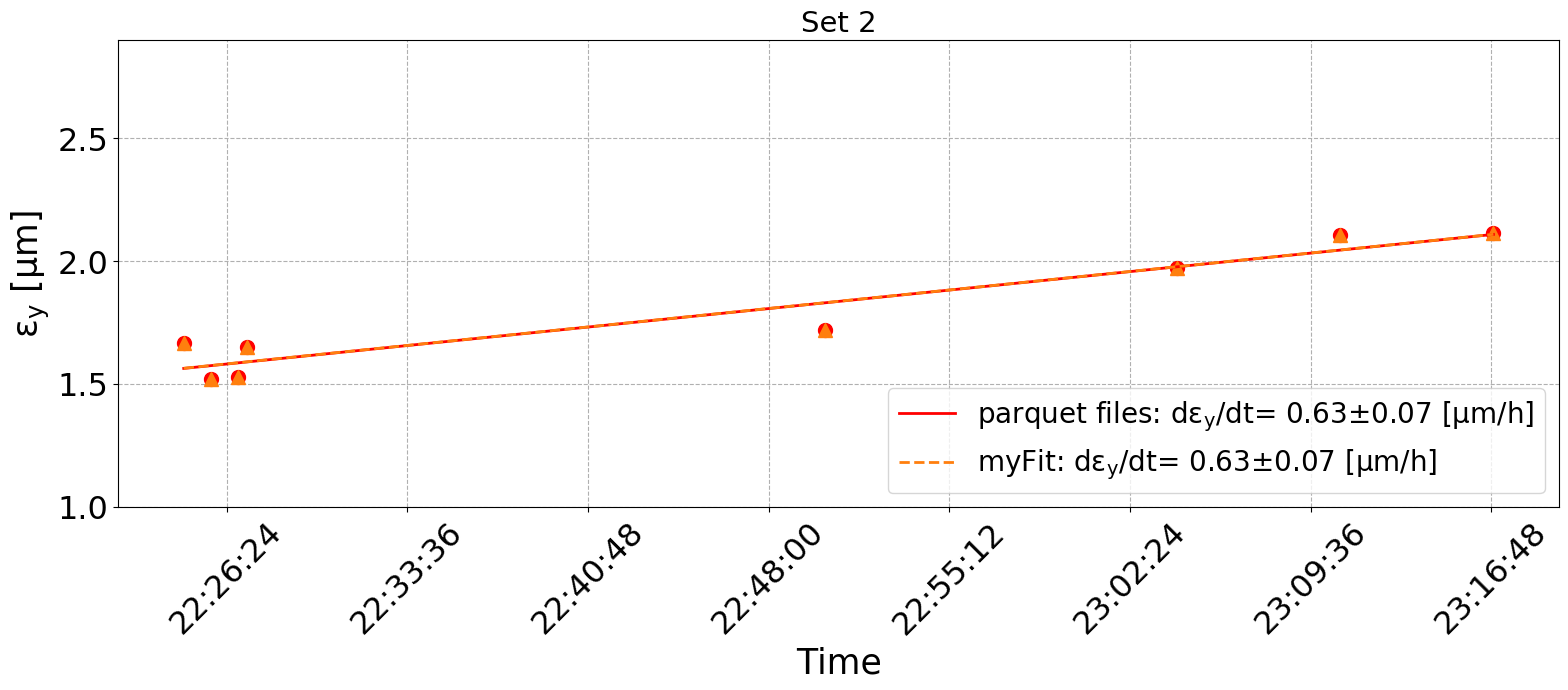 Set 2
εy [μm]
2.5
2.0
1.5
1.0
parquet files: dεy/dt= 0.63±0.07 [μm/h]
myFit: dεy/dt= 0.63±0.07 [μm/h]
22:26:24
22:33:36
22:40:48
22:48:00
22:55:12
23:02:24
23:09:36
23:16:48
Time